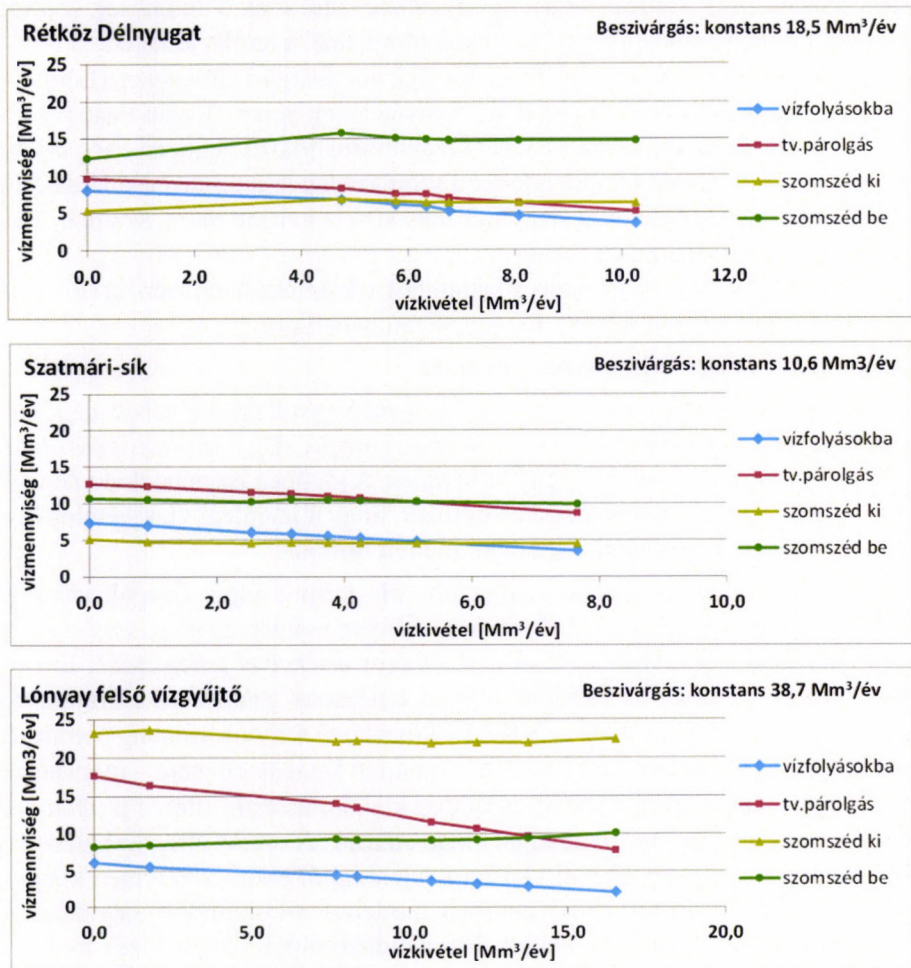 Rétköz Délnyugat
Beszivárgás: konstans 18,5 Mm³/év
vízmennyiség [Mm³/év]
25
20
15
10
5
0
0,0 2,0 4,0 6,0 8,0 10,0 12,0
vízkivétel [Mm³/év]
vízfolyásokba
tv.párolgás
szomszéd ki
szomszéd be
Szatmári-sík
Beszivárgás: konstans 10,6 Mm3/év
vízmennyiség [Mm³/év]
25
20
15
10
5
0
0,0 2,0 4,0 6,0 8,0 10,0
vízkivétel [Mm³/év]
vízfolyásokba
tv.párolgás
szomszéd ki
szomszéd be
Lónyay felső vízgyűjtő
Beszivárgás: konstans 38,7 Mm³/év
vízmennyiség [Mm3/év]
25
20
15
10
5
0
0,0 5,0 10,0 15,0 20,0
vízkivétel [Mm³/év]
vízfolyásokba
tv.párolgás
szomszéd ki
szomszéd be